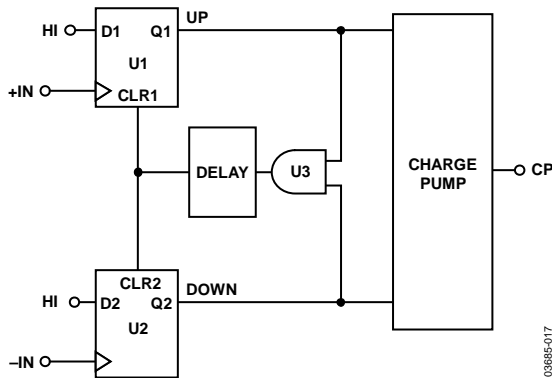 UP
HI
D1
Q1
U1
+IN
CLR1
DELAY
U3
CHARGE
PUMP
CP
CLR2
DOWN
HI
D2
Q2
U2
–IN
03685-017